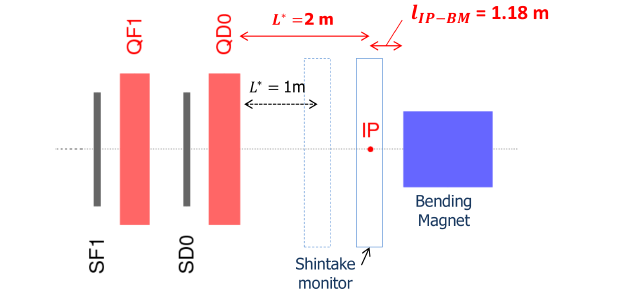 QF1
QD0
L* =2 m
l_IP−BM = 1.18 m
L* = 1m
IP
SF1
SD0
Bending
Magnet
Shintake
monitor